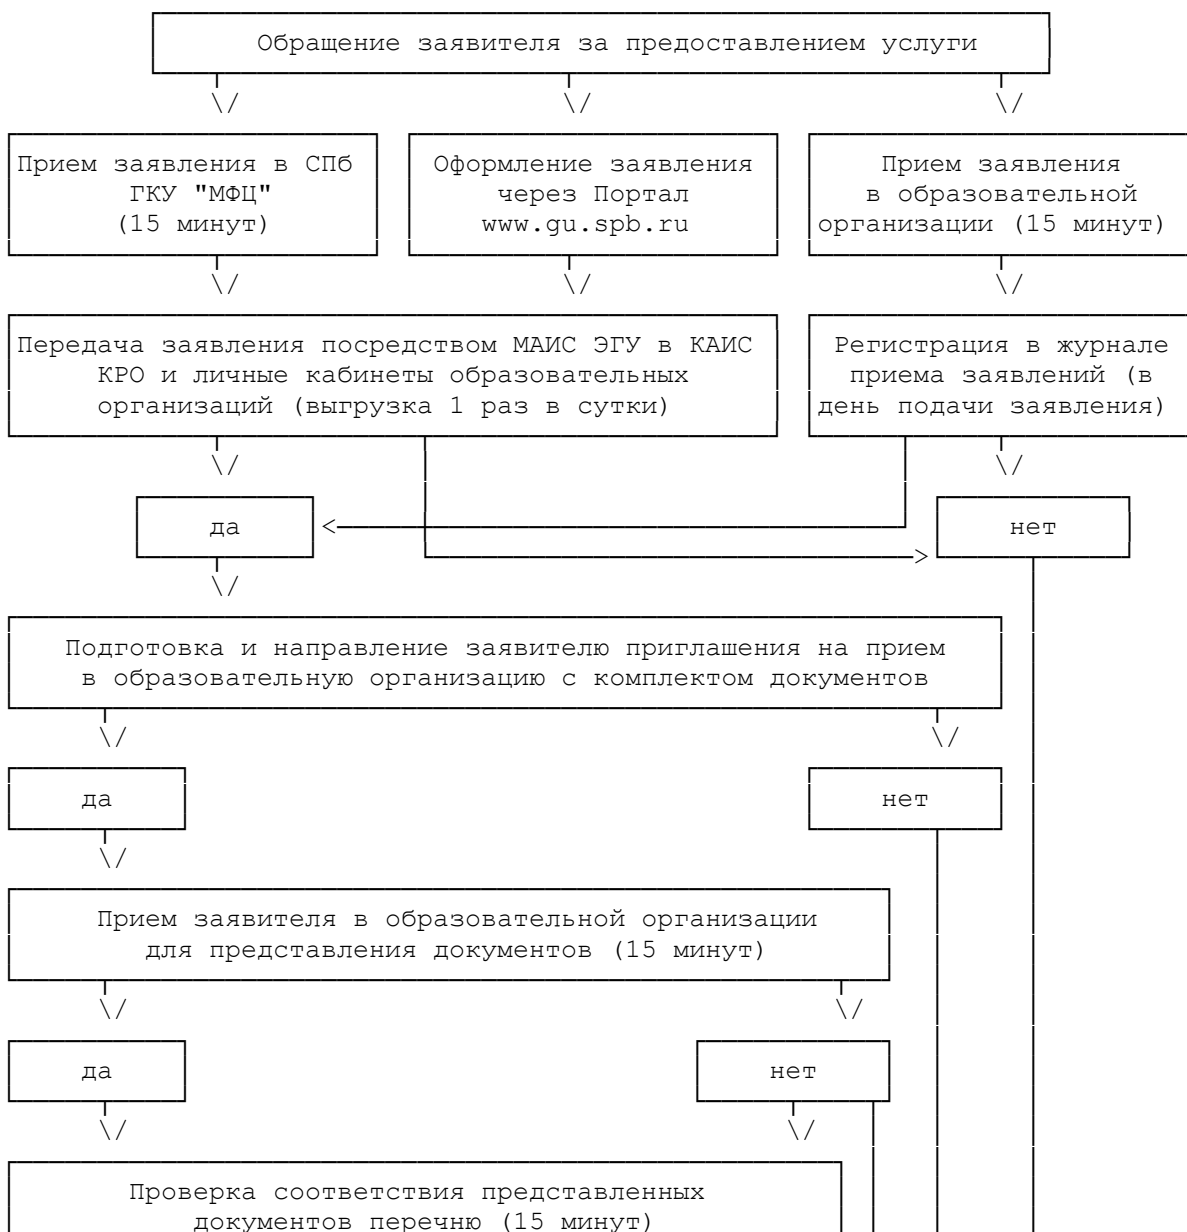 Обращение заявителя за предоставлением услуги
Прием заявления в СПб
ГКУ "МФЦ"
(15 минут)
Оформление заявления
через Портал
www.gu.spb.ru
Прием заявления
в образовательной
организации (15 минут)
Передача заявления посредством МАИС ЭГУ в КАИС
КРО и личные кабинеты образовательных
организаций (выгрузка 1 раз в сутки)
Регистрация в журнале
приема заявлений (в
день подачи заявления)
да
нет
Подготовка и направление заявителю приглашения на прием
в образовательную организацию с комплектом документов
да
нет
Прием заявителя в образовательной организации
для представления документов (15 минут)
да
нет
Проверка соответствия представленных
документов перечню (15 минут)